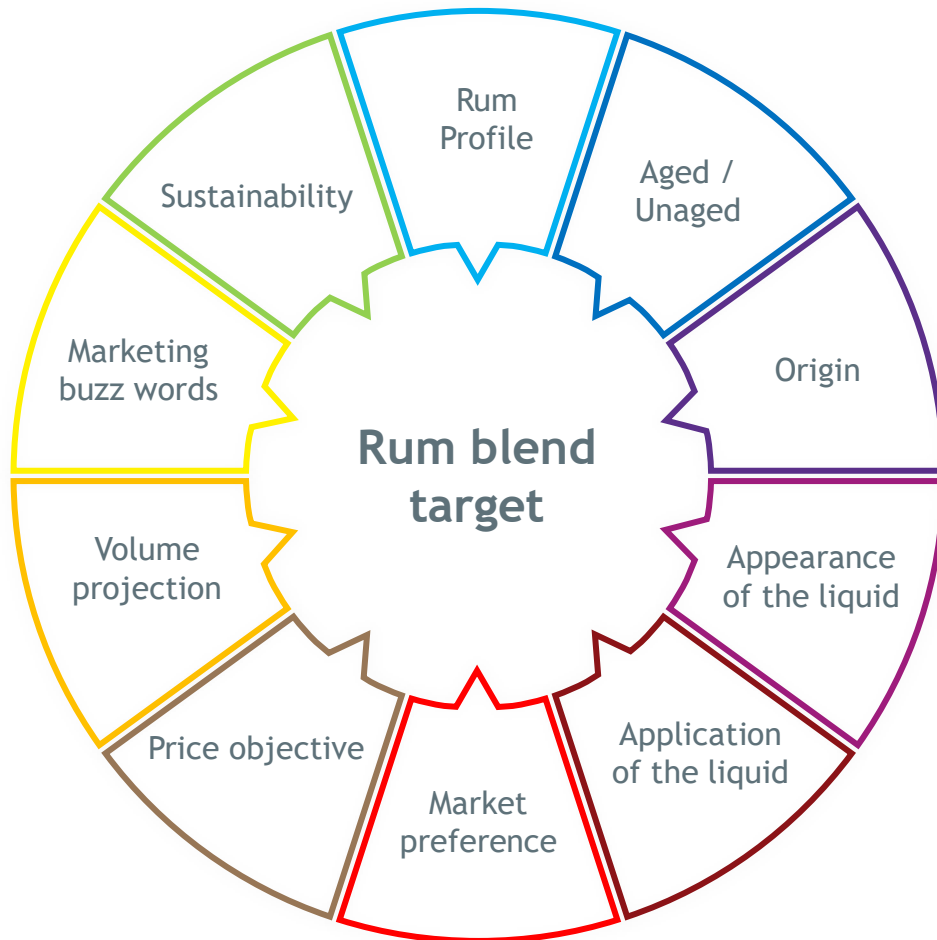 Rum
Profile
Aged /
Unaged
Origin
Appearance
of the liquid
Application
of the liquid
Market
preference
Price objective
Volume
projection
Marketing
buzz words
Sustainability
Rum blend
target